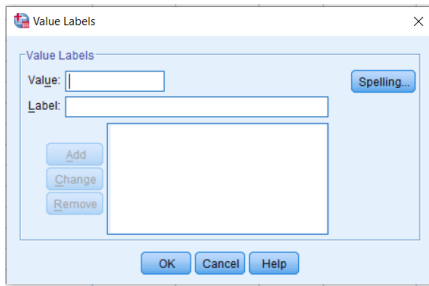 Value Labels
Value Labels
Value:
Spelling...
Label:
Add
Change
Remove
OK Cancel Help